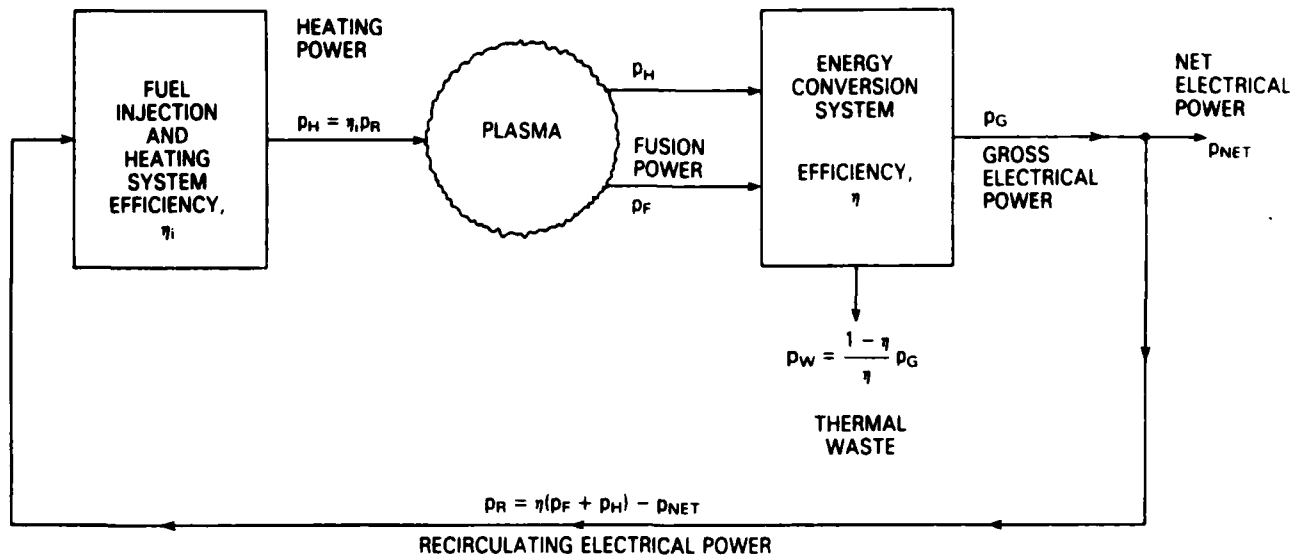 FUEL
INJECTION
AND
HEATING
SYSTEM
EFFICIENCY,
ηi
HEATING
POWER
pH = ηipR
PLASMA
pH
FUSION
POWER
pF
ENERGY
CONVERSION
SYSTEM
EFFICIENCY,
η
pG
GROSS
ELECTRICAL
POWER
NET
ELECTRICAL
POWER
pNET
pW = (1 − η)/η pG
THERMAL
WASTE
pR = η(pF + pH) − pNET
RECIRCULATING ELECTRICAL POWER